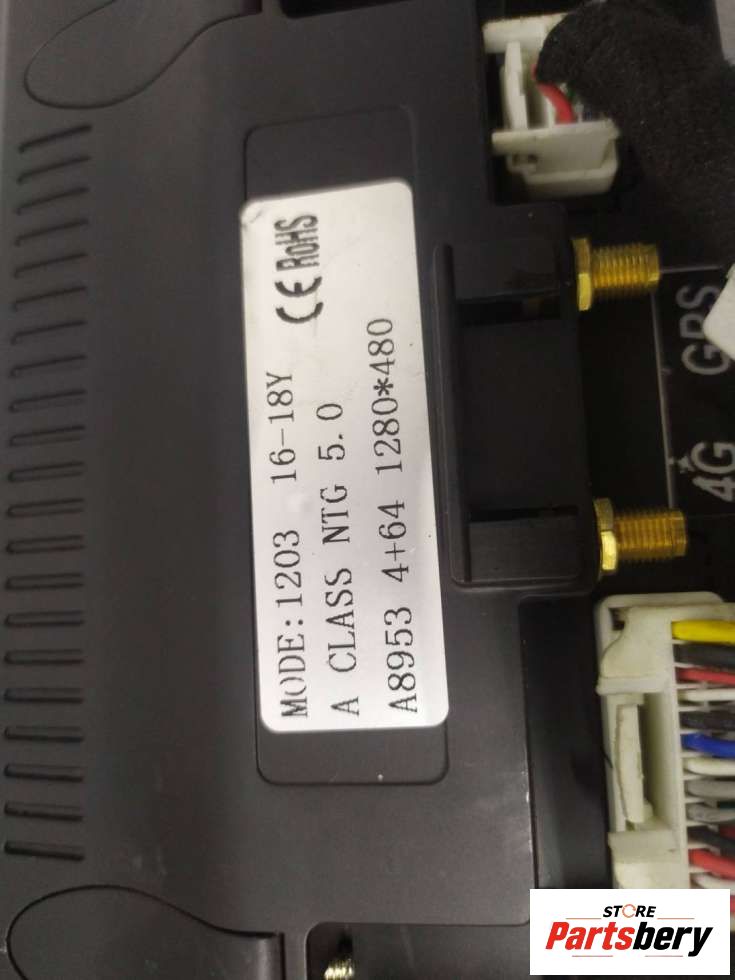 MODE:1203 16-18Y
A CLASS NTG 5.0
A8953 4+64 1280*480
CE RoHS
GPS
4G
STORE
Partsbery